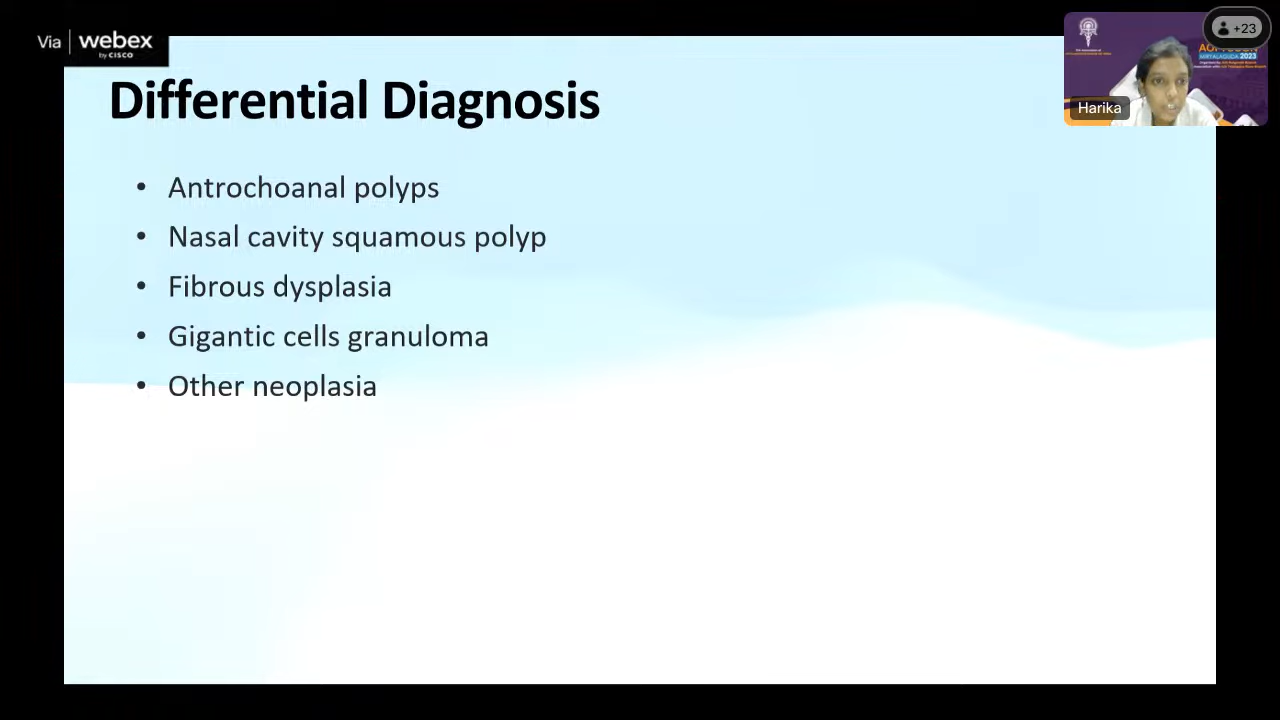 Via webex
by CISCO
+23
2023
Harika
Differential Diagnosis
• Antrochoanal polyps
• Nasal cavity squamous polyp
• Fibrous dysplasia
• Gigantic cells granuloma
• Other neoplasia